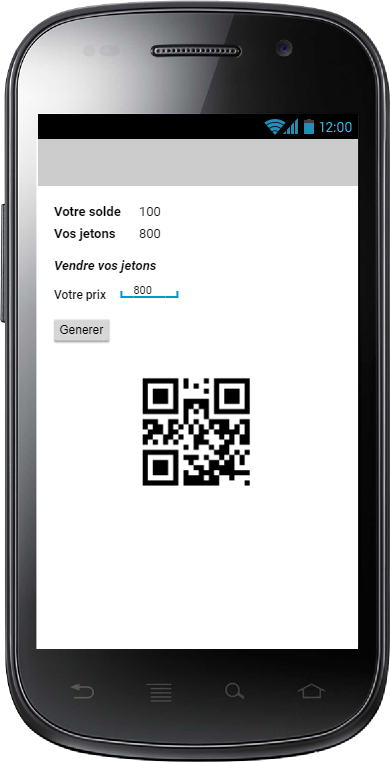 12:00
Votre solde 100
Vos jetons 800
Vendre vos jetons
Votre prix 800
Generer